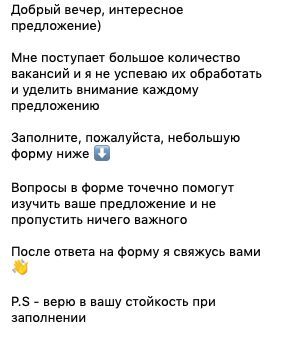 Добрый вечер, интересное
предложение)
Мне поступает большое количество
вакансий и я не успеваю их обработать
и уделить внимание каждому
предложению
Заполните, пожалуйста, небольшую
форму ниже ⬇️
Вопросы в форме точечно помогут
изучить ваше предложение и не
пропустить ничего важного
После ответа на форму я свяжусь вами
👋
P.S - верю в вашу стойкость при
заполнении